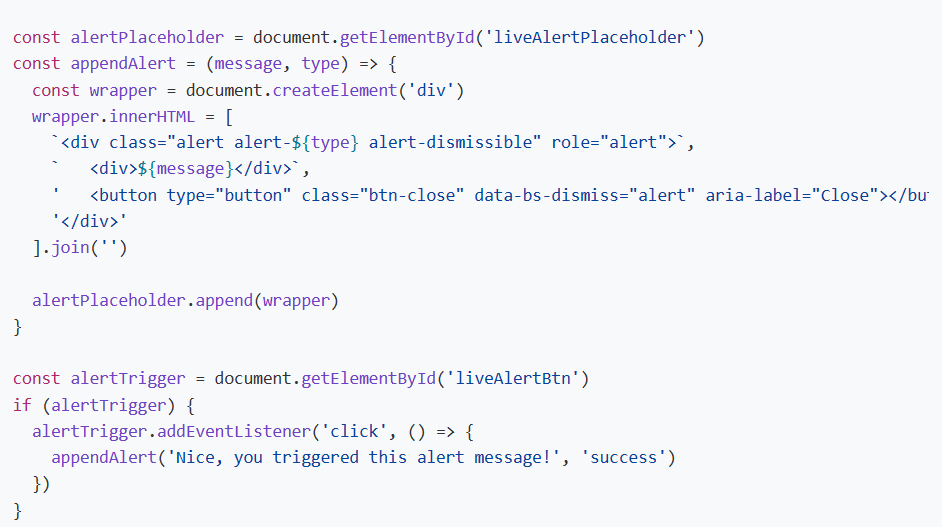 const alertPlaceholder = document.getElementById('liveAlertPlaceholder')
const appendAlert = (message, type) => {
  const wrapper = document.createElement('div')
  wrapper.innerHTML = [
    `<div class="alert alert-${type} alert-dismissible" role="alert">`,
    `   <div>${message}</div>`,
    '   <button type="button" class="btn-close" data-bs-dismiss="alert" aria-label="Close"></but
    '</div>'
  ].join('')

  alertPlaceholder.append(wrapper)
}

const alertTrigger = document.getElementById('liveAlertBtn')
if (alertTrigger) {
  alertTrigger.addEventListener('click', () => {
    appendAlert('Nice, you triggered this alert message!', 'success')
  })
}